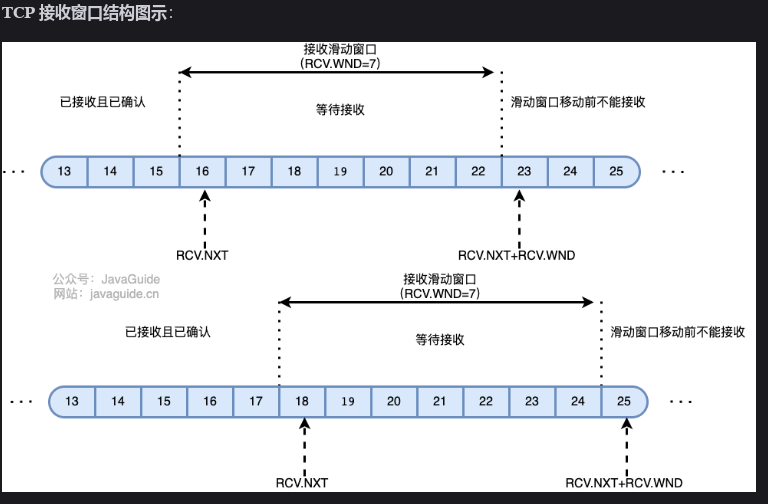 TCP 接收窗口结构图示：
接收滑动窗口
(RCV.WND=7)
已接收且已确认
等待接收
滑动窗口移动前不能接收
··· 13 14 15 16 17 18 19 20 21 22 23 24 25 ···
RCV.NXT
RCV.NXT+RCV.WND
公众号：JavaGuide
网站：javaguide.cn
接收滑动窗口
(RCV.WND=7)
已接收且已确认
等待接收
滑动窗口移动前不能接收
··· 13 14 15 16 17 18 19 20 21 22 23 24 25 ···
RCV.NXT
RCV.NXT+RCV.WND